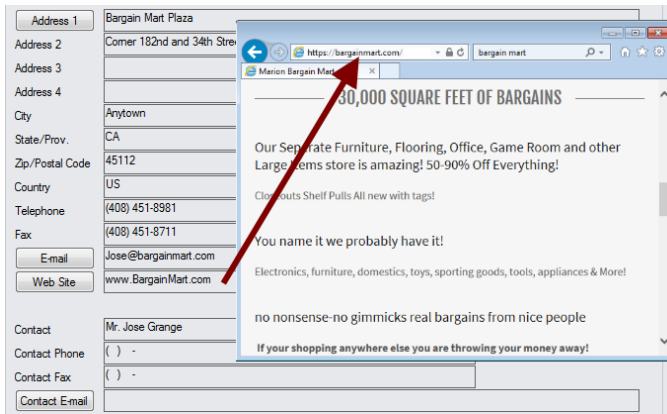 Address 1 Bargain Mart Plaza
Address 2 Corner 182nd and 34th Stre
Address 3
Address 4
City Anytown
State/Prov. CA
Zip/Postal Code 45112
Country US
Telephone (408) 451-8981
Fax (408) 451-8711
E-mail Jose@bargainmart.com
Web Site www.BargainMart.com
Contact Mr. Jose Grange
Contact Phone ( ) -
Contact Fax ( ) -
Contact E-mail
https://bargainmart.com/ bargain mart
Marion Bargain Mart
30,000 SQUARE FEET OF BARGAINS
Our Separate Furniture, Flooring, Office, Game Room and other
Large Items store is amazing! 50-90% Off Everything!
Closeouts Shelf Pulls All new with tags!
You name it we probably have it!
Electronics, furniture, domestics, toys, sporting goods, tools, appliances & More!
no nonsense-no gimmicks real bargains from nice people
If your shopping anywhere else you are throwing your money away!